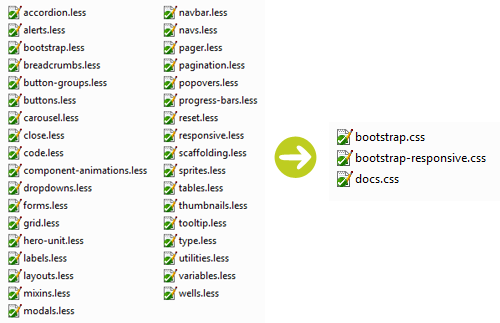 accordion.less
alerts.less
bootstrap.less
breadcrumbs.less
button-groups.less
buttons.less
carousel.less
close.less
code.less
component-animations.less
dropdowns.less
forms.less
grid.less
hero-unit.less
labels.less
layouts.less
mixins.less
modals.less
navbar.less
navs.less
pager.less
pagination.less
popovers.less
progress-bars.less
reset.less
responsive.less
scaffolding.less
sprites.less
tables.less
thumbnails.less
tooltip.less
type.less
utilities.less
variables.less
wells.less
bootstrap.css
bootstrap-responsive.css
docs.css